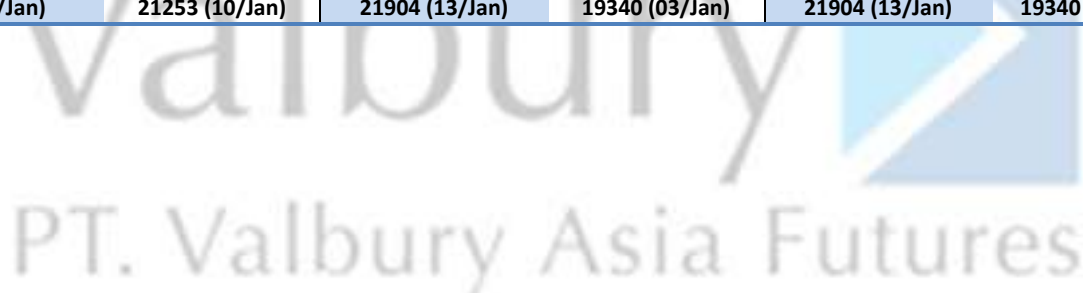 /Jan) 21253 (10/Jan) 21904 (13/Jan) 19340 (03/Jan) 21904 (13/Jan) 19340
Valbury
PT. Valbury Asia Futures